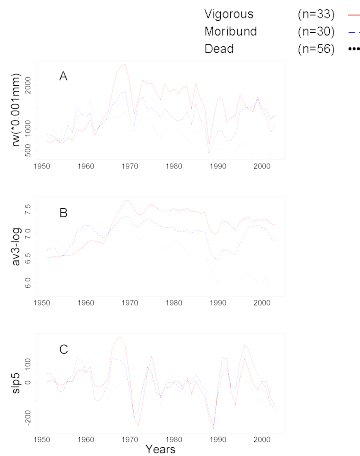 Vigorous (n=33)
Moribund (n=30)
Dead (n=56)
A
rw(*0.001mm)
500 1000 2000
1950 1960 1970 1980 1990 2000
B
av3-log
6.0 6.5 7.0 7.5
1950 1960 1970 1980 1990 2000
C
slp5
-200 0 100
1950 1960 1970 1980 1990 2000
Years